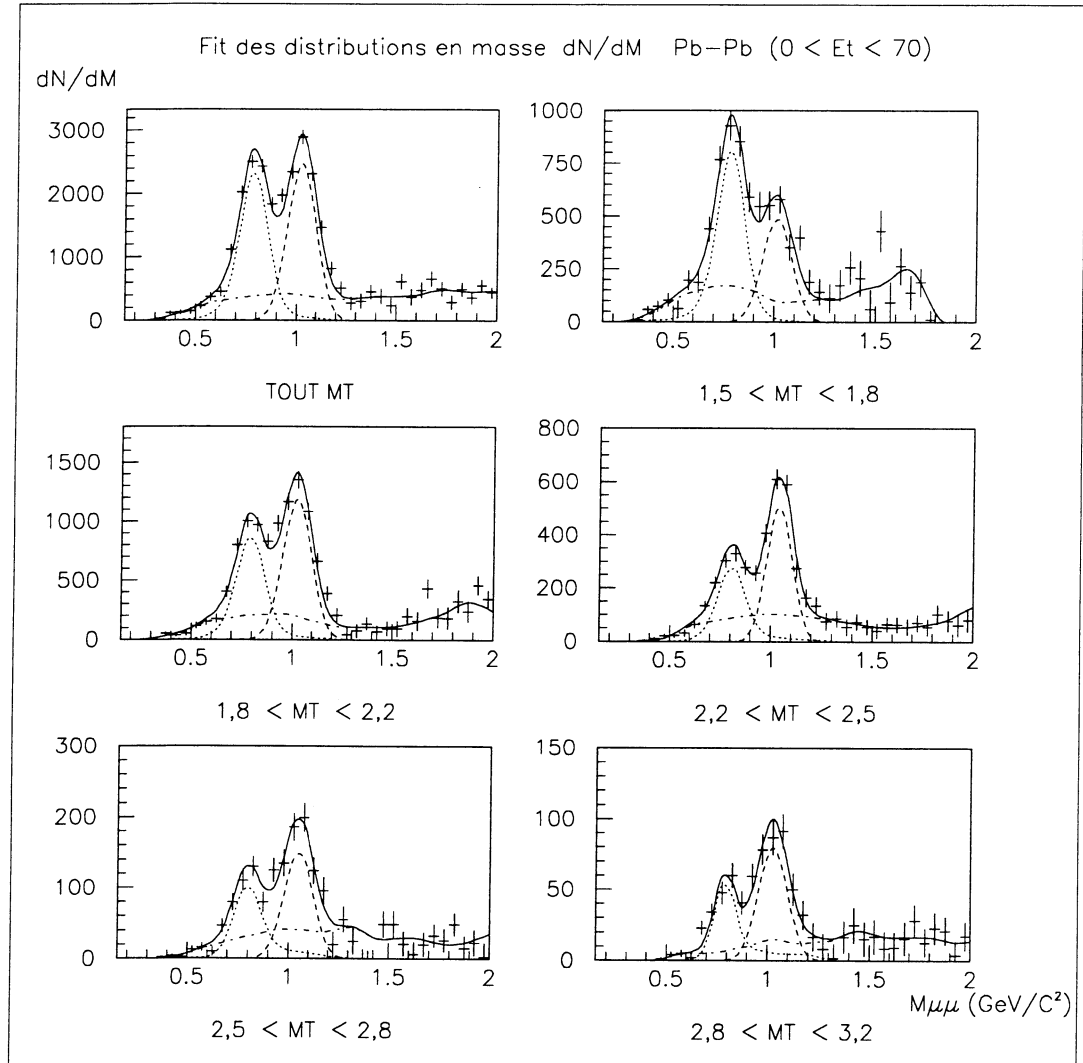 Fit des distributions en masse dN/dM Pb-Pb (0 < Et < 70)
dN/dM
3000
2000
1000
0
0.5 1 1.5 2
TOUT MT
1000
750
500
250
0
0.5 1 1.5 2
1,5 < MT < 1,8
1500
1000
500
0
0.5 1 1.5 2
1,8 < MT < 2,2
800
600
400
200
0
0.5 1 1.5 2
2,2 < MT < 2,5
300
200
100
0
0.5 1 1.5 2
2,5 < MT < 2,8
150
100
50
0
0.5 1 1.5 2
Mμμ (GeV/C²)
2,8 < MT < 3,2